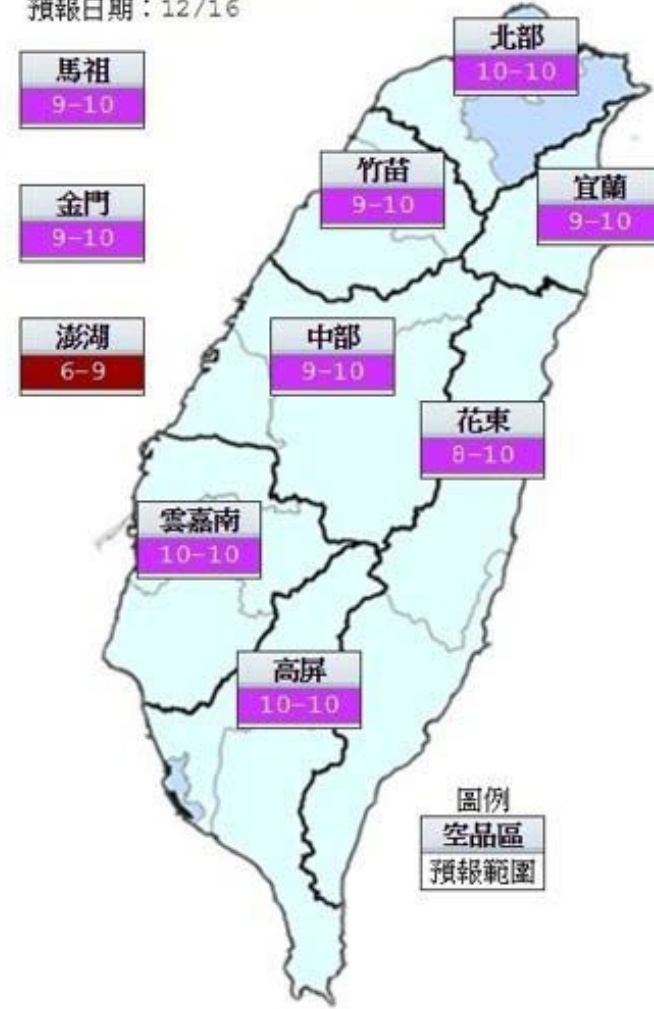 預報日期：12/16
北部
10-10
馬祖
9-10
竹苗
9-10
宜蘭
9-10
金門
9-10
澎湖
6-9
中部
9-10
花東
8-10
雲嘉南
10-10
高屏
10-10
圖例
空品區
預報範圍